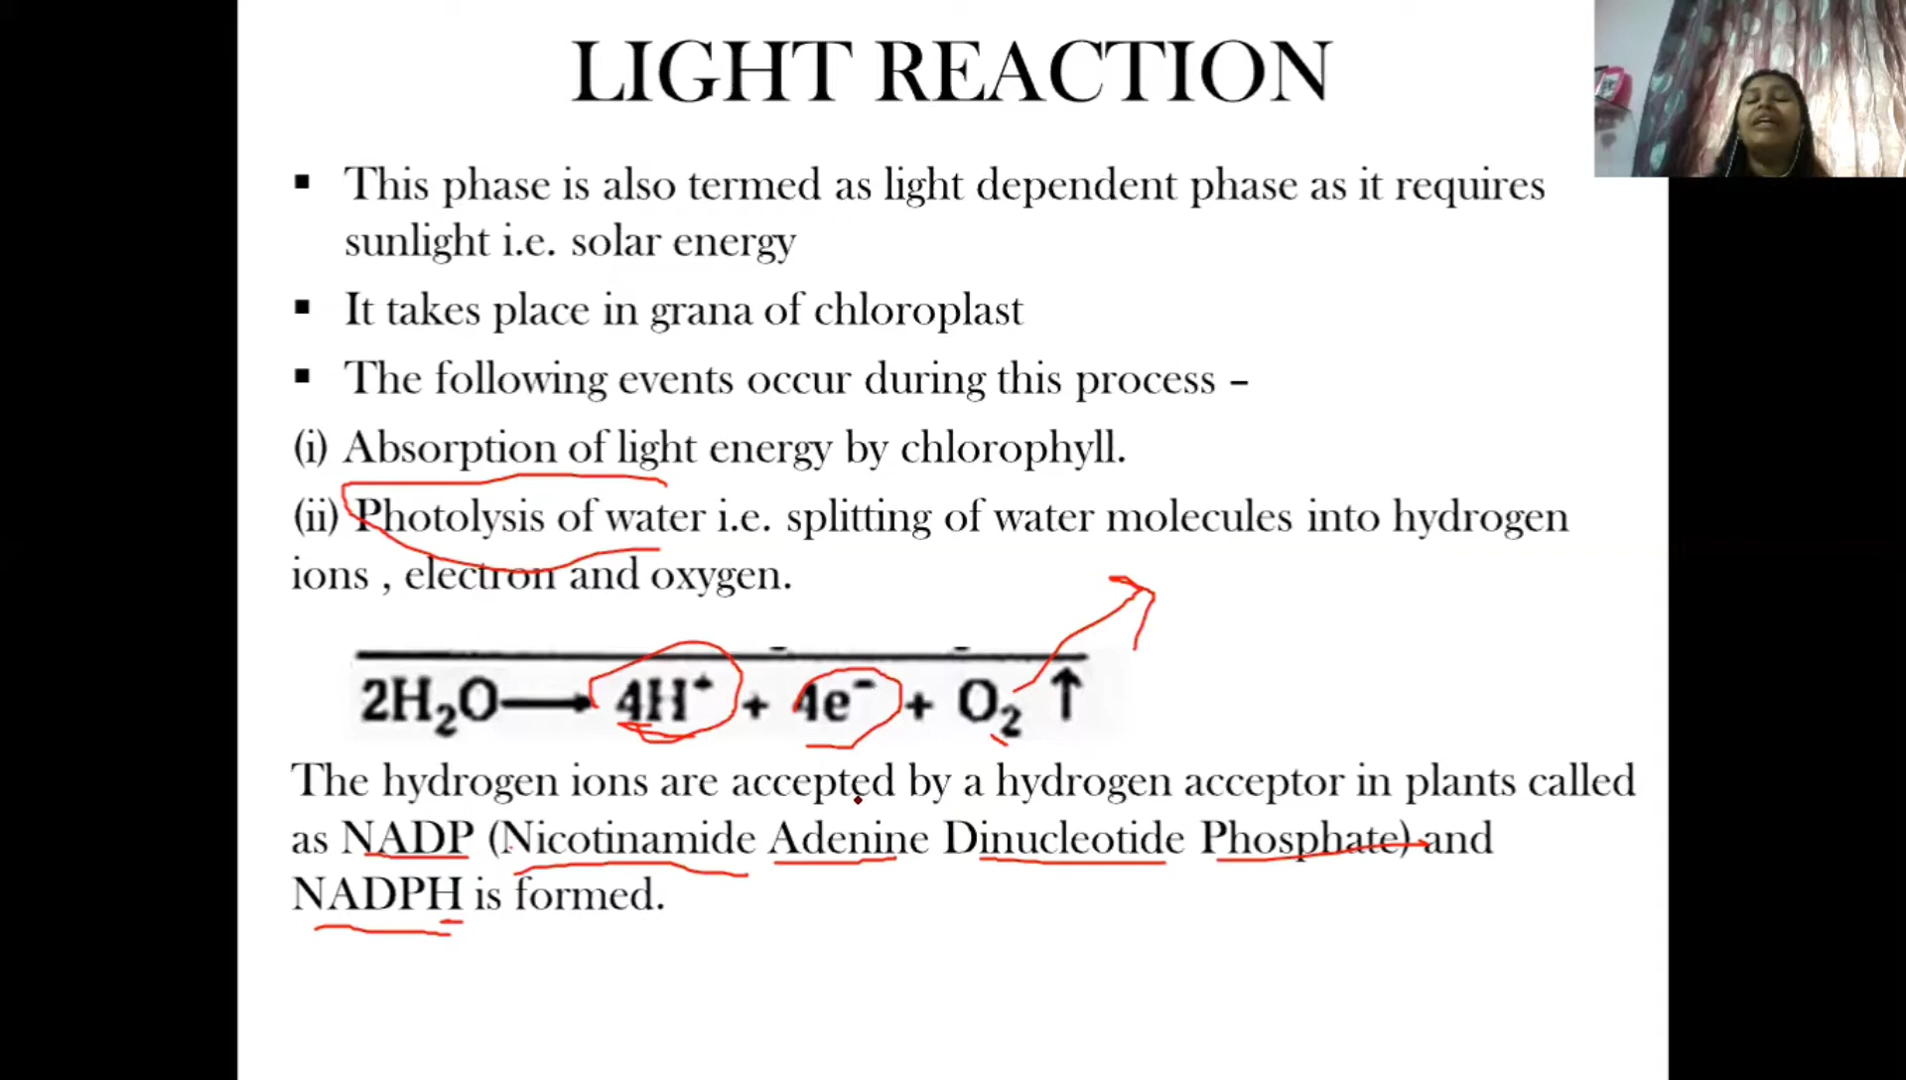 LIGHT REACTION
▪ This phase is also termed as light dependent phase as it requires
sunlight i.e. solar energy
▪ It takes place in grana of chloroplast
▪ The following events occur during this process –
(i) Absorption of light energy by chlorophyll.
(ii) Photolysis of water i.e. splitting of water molecules into hydrogen
ions , electron and oxygen.
2H₂O⟶ 4H⁺ + 4e⁻ + O₂ ↑
The hydrogen ions are accepted by a hydrogen acceptor in plants called
as NADP (Nicotinamide Adenine Dinucleotide Phosphate) and
NADPH is formed.